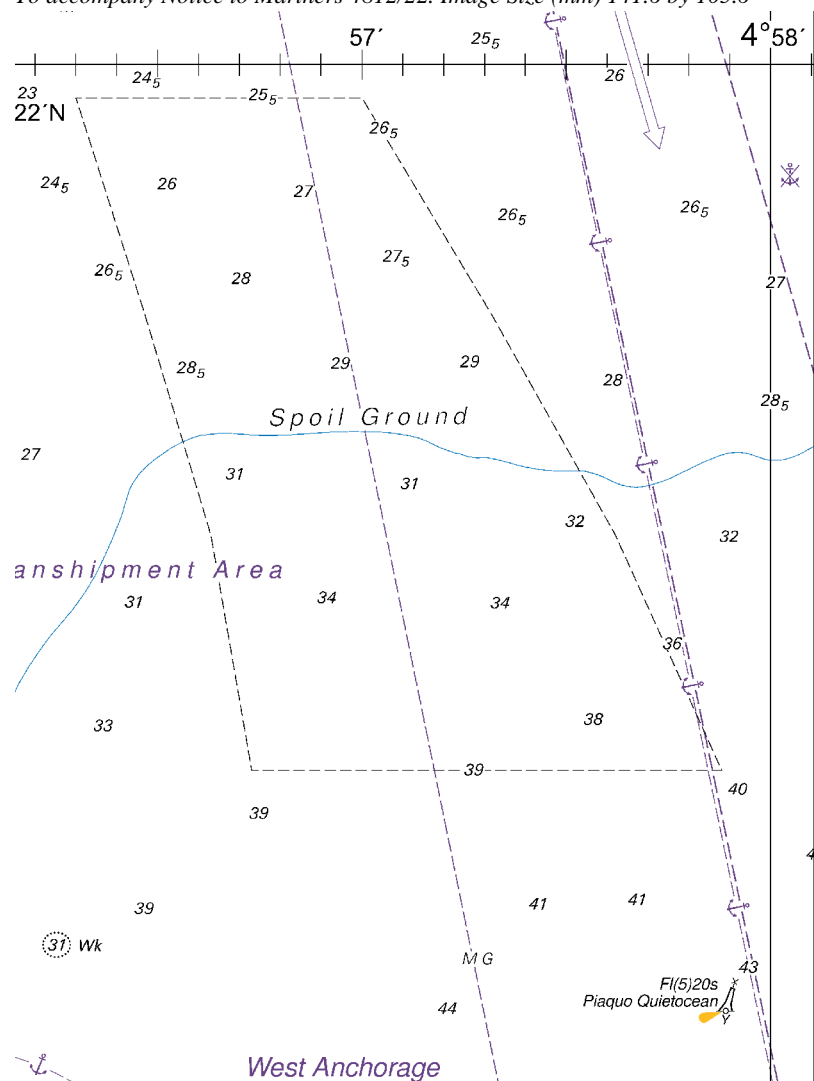 To accompany Notice to Mariners 4812/22. Image Size (mm) 141.6 by 165.6
57´ 25₅ 4°58´
24₅ 26
23 25₅
22´N 26₅
24₅ 26 27 26₅ 26₅
26₅ 28 27₅ 27
28₅ 29 29 28
28₅
Spoil Ground
27 31 31
32 32
anshipment Area
31 34 34
36
33 38
39 40
39
39 41 41
31 Wk
MG 43
Fl(5)20s
Piaquo Quietocean
Y
44
West Anchorage